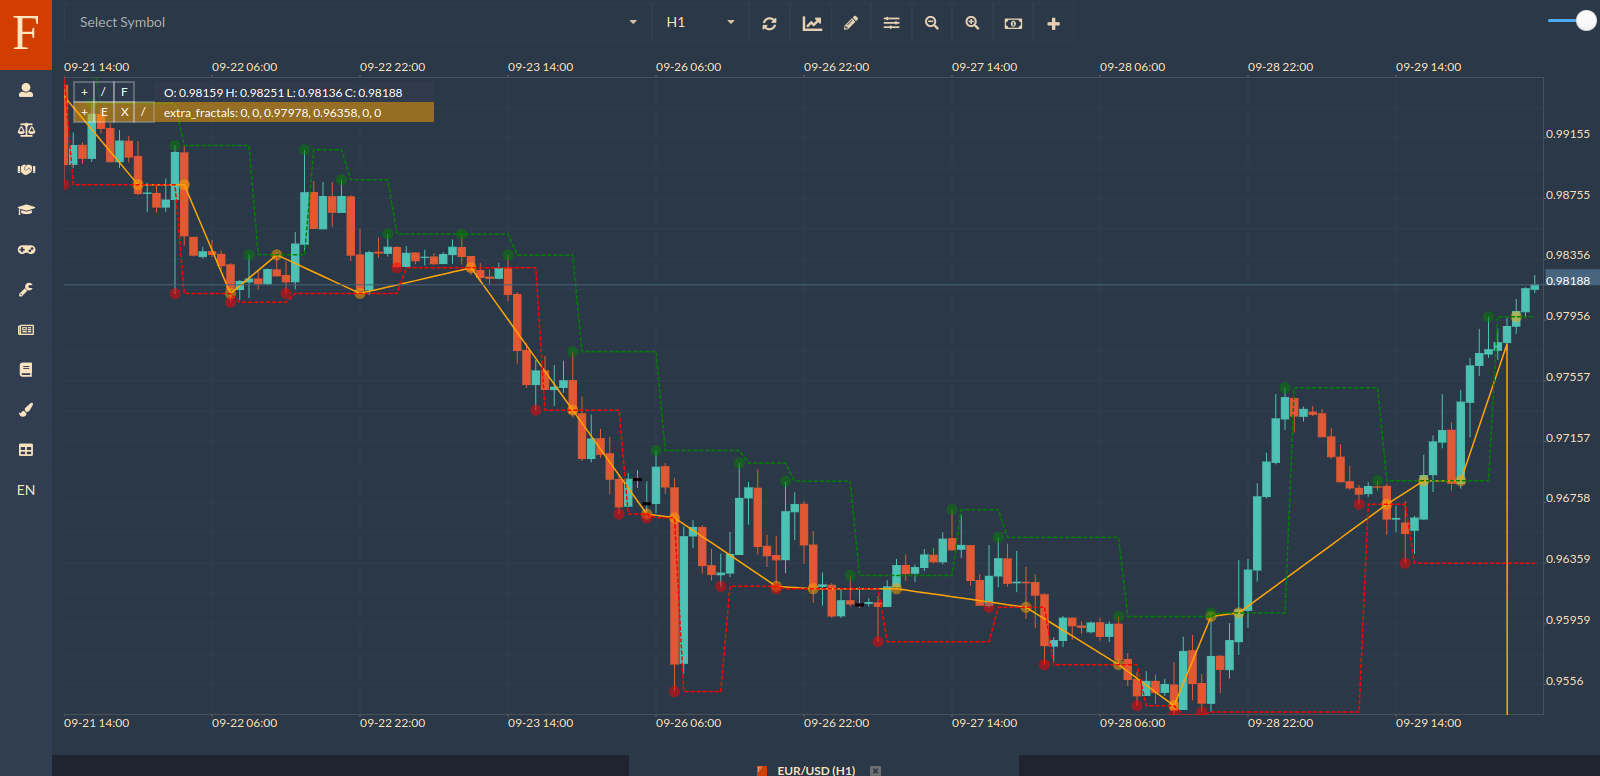 F
Select Symbol
H1
09-21 14:00 09-22 06:00 09-22 22:00 09-23 14:00 09-26 06:00 09-26 22:00 09-27 14:00 09-28 06:00 09-28 22:00 09-29 14:00
+ / F O: 0.98159 H: 0.98251 L: 0.98136 C: 0.98188
+ E X / extra_fractals: 0, 0, 0.97978, 0.96358, 0, 0
0.99155
0.98755
0.98356
0.98188
0.97956
0.97557
0.97157
0.96758
0.96359
0.95959
0.9556
EN
09-21 14:00 09-22 06:00 09-22 22:00 09-23 14:00 09-26 06:00 09-26 22:00 09-27 14:00 09-28 06:00 09-28 22:00 09-29 14:00
EUR/USD (H1)